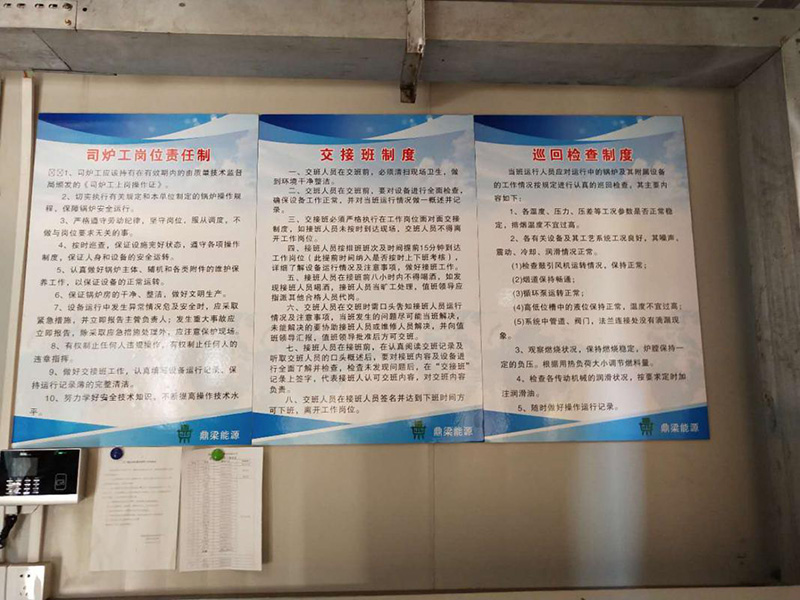 司炉工岗位责任制
1、司炉工应该持有在有效期内的由质量技术监督
局颁发的《司炉工上岗操作证》。
2、切实执行有关规定和本单位制定的锅炉操作规
程，保障锅炉安全运行。
3、严格遵守劳动纪律，坚守岗位、服从调度，不
做与岗位要求无关的事。
4、按时巡查，保证设施完好状态，遵守各项操作
制度，保证人身和设备的安全运转。
5、认真做好锅炉主体、辅机和各类附件的维护保
养工作，以保证设备的正常运转。
6、保证锅炉房的干净、整洁，做好文明生产。
7、设备运行中发生异常情况危及安全时，应采取
紧急措施，并立即报告主管负责人；发生重大事故应
立即报告，除采取应急措施处理外，应注意保护现场。
8、有权制止任何人违规操作，有权制止任何人的
违章指挥。
9、做好交接班工作，认真填写设备运行记录、保
持运行记录薄的完整清洁。
10、努力学好安全技术知识，不断提高操作技术水
平。
鼎梁能源
交接班制度
一、交班人员在交班前，必须清扫现场卫生，做
到环境干净整洁。
二、交班人员在交班前，要对设备进行全面检查，
确保设备工作正常，并对当班运行情况做一概述并记
录。
三、交接班必须严格执行在工作岗位面对面交接
制度，如接班人员未按时到达现场，交班人员不得离
开工作岗位。
四、接班人员按相班班次及时间提前15分钟到达
工作岗位（此提前时间纳入是否按时上下班考核），
详细了解设备运行情况及注意事项，做好接班工作。
五、接班人员在接班前八小时内不得喝酒，如发
现接班人员喝酒，接班人员当旷工处理，值班领导应
指派其他合格人员代岗。
六、交班人员在交班时需口头告知接班人员运行
情况及注意事项，当班发生的问题尽可能当班解决，
未能解决的要协助接班人员或维修人员解决，并向值
班领导汇报，值班领导批准后方可交班。
七、接班人员在接班前，在认真阅读交班记录及
听取交班人员的口头概述后，要对接班内容及设备进
行全面了解并检查，检查未发现问题后，在“交接班”
记录上签字，代表接班人认可交班内容，对交班内容
负责。
八、交班人员在接班人员签名并达到下班时间方
可下班，离开工作岗位。
鼎梁能源
巡回检查制度
当班运行人员应对运行中的锅炉及其附属设备
的工作情况按规定进行认真的巡回检查，其主要内
容如下：
1、各温度、压力、压差等工况参数是否正常稳
定，排烟温度不宜过高。
2、各有关设备及其工艺系统工况良好，其噪声、
震动、冷却、润滑情况正常。
(1)检查鼓引风机运转情况，保持正常；
(2)烟道保持畅通；
(3)循环泵运转正常；
(4)高低位槽中的液位保持正常，温度不宜过高；
(5)系统中管道、阀门、法兰连接处没有滴漏现
象。
3、观察燃烧状况，保持燃烧稳定，炉膛保持一
定的负压。根据用热负荷大小调节燃料量。
4、检查各传动机械的润滑状况，按要求定时加
注润滑油。
5、随时做好操作运行记录。
鼎梁能源